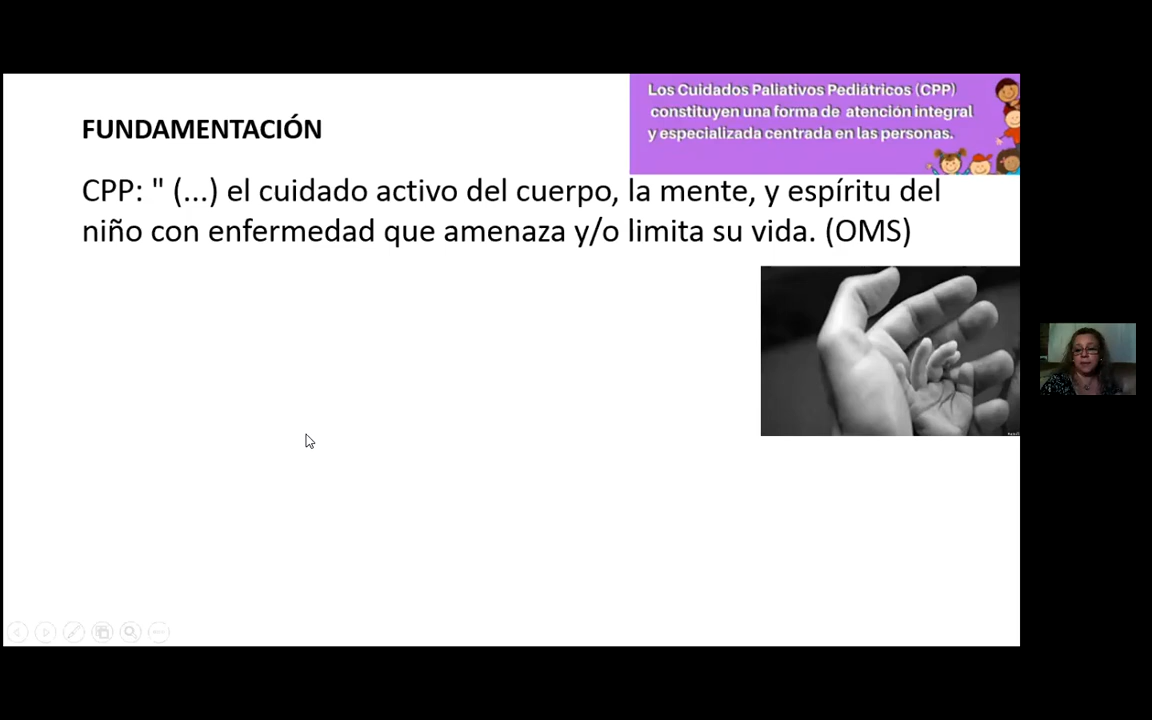 FUNDAMENTACIÓN
Los Cuidados Paliativos Pediátricos (CPP)
constituyen una forma de atención integral
y especializada centrada en las personas.
CPP: " (...) el cuidado activo del cuerpo, la mente, y espíritu del
niño con enfermedad que amenaza y/o limita su vida. (OMS)